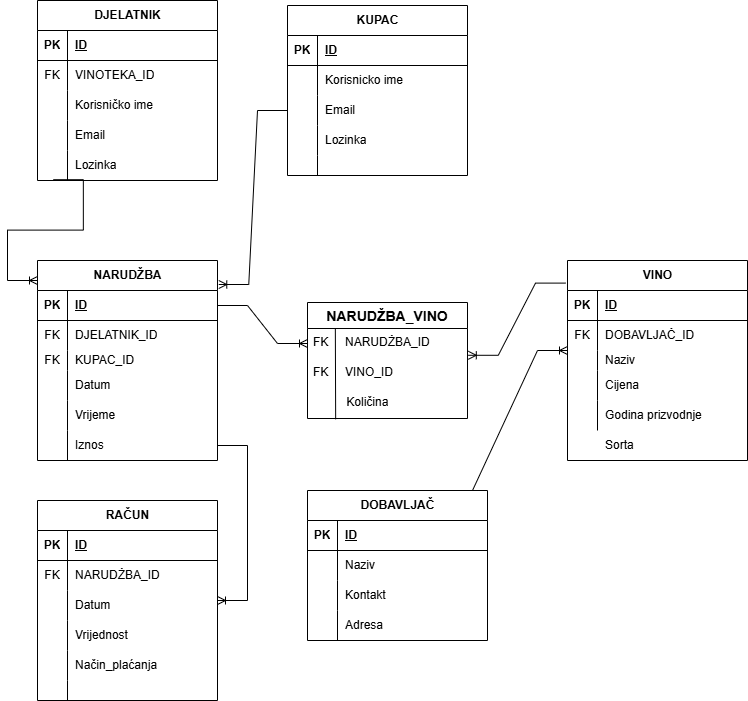 DJELATNIK
PK ID
FK VINOTEKA_ID
Korisničko ime
Email
Lozinka
KUPAC
PK ID
Korisnicko ime
Email
Lozinka
NARUDŽBA
PK ID
FK DJELATNIK_ID
FK KUPAC_ID
Datum
Vrijeme
Iznos
NARUDŽBA_VINO
FK NARUDŽBA_ID
FK VINO_ID
Količina
VINO
PK ID
FK DOBAVLJAČ_ID
Naziv
Cijena
Godina prizvodnje
Sorta
RAČUN
PK ID
FK NARUDŽBA_ID
Datum
Vrijednost
Način_plaćanja
DOBAVLJAČ
PK ID
Naziv
Kontakt
Adresa